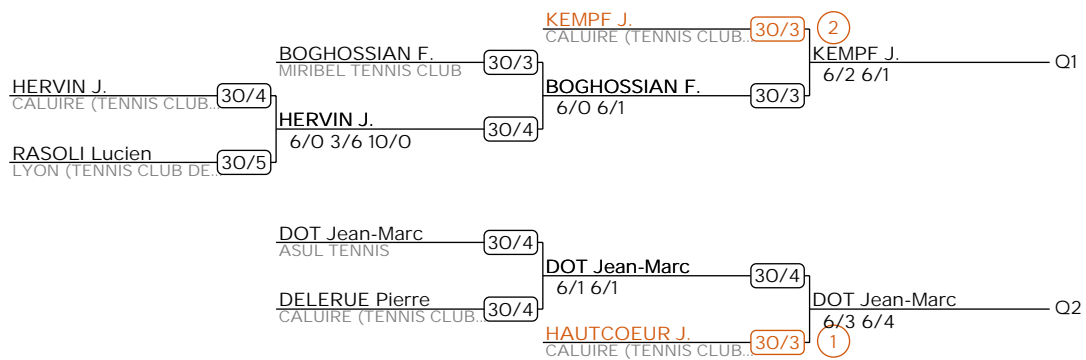 KEMPF J.
30/3
2
CALUIRE (TENNIS CLUB...
BOGHOSSIAN F.
30/3
MIRIBEL TENNIS CLUB
KEMPF J.
6/2 6/1
Q1
HERVIN J.
30/4
CALUIRE (TENNIS CLUB...
BOGHOSSIAN F.
30/3
6/0 6/1
HERVIN J.
30/4
6/0 3/6 10/0
RASOLI Lucien
30/5
LYON (TENNIS CLUB DE...
DOT Jean-Marc
30/4
ASUL TENNIS
DOT Jean-Marc
30/4
6/1 6/1
DELERUE Pierre
30/4
CALUIRE (TENNIS CLUB...
DOT Jean-Marc
6/3 6/4
Q2
HAUTCOEUR J.
30/3
1
CALUIRE (TENNIS CLUB...